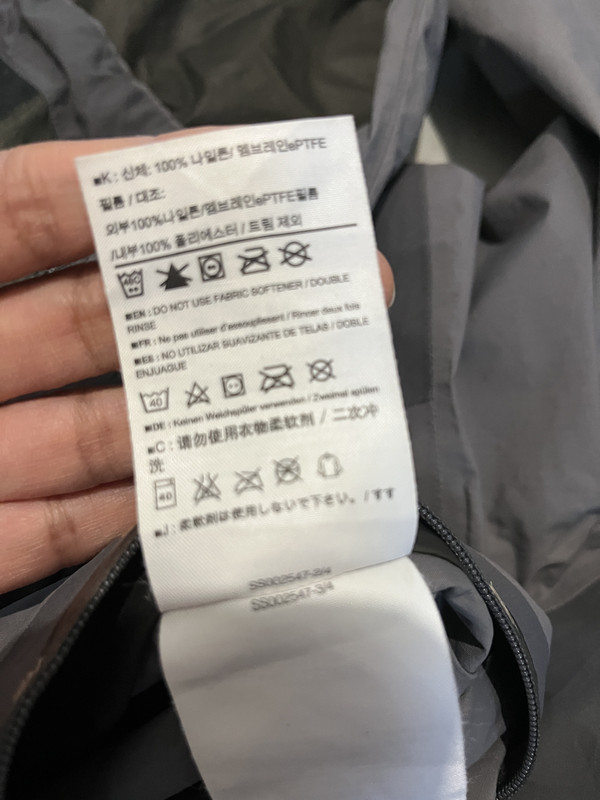 ■K : 신체: 100% 나일론/ 멤브레인ePTFE
필름 / 대조:
외부100%나일론/멤브레인ePTFE필름
/내부100% 폴리에스터 / 트림 제외
■EN : DO NOT USE FABRIC SOFTENER / DOUBLE
RINSE
■FR : Ne pas utiliser d'assouplissant / Rincer deux fois
■ES : NO UTILIZAR SUAVIZANTE DE TELAS / DOBLE
ENJUAGUE
40
■DE : Keinen Weichspüler verwenden / Zweimal spülen
■C : 请勿使用衣物柔软剂 / 二次冲
洗
40
■J : 柔軟剤は使用しないで下さい。/ すす
SS002547-2/4
SS002547-3/4